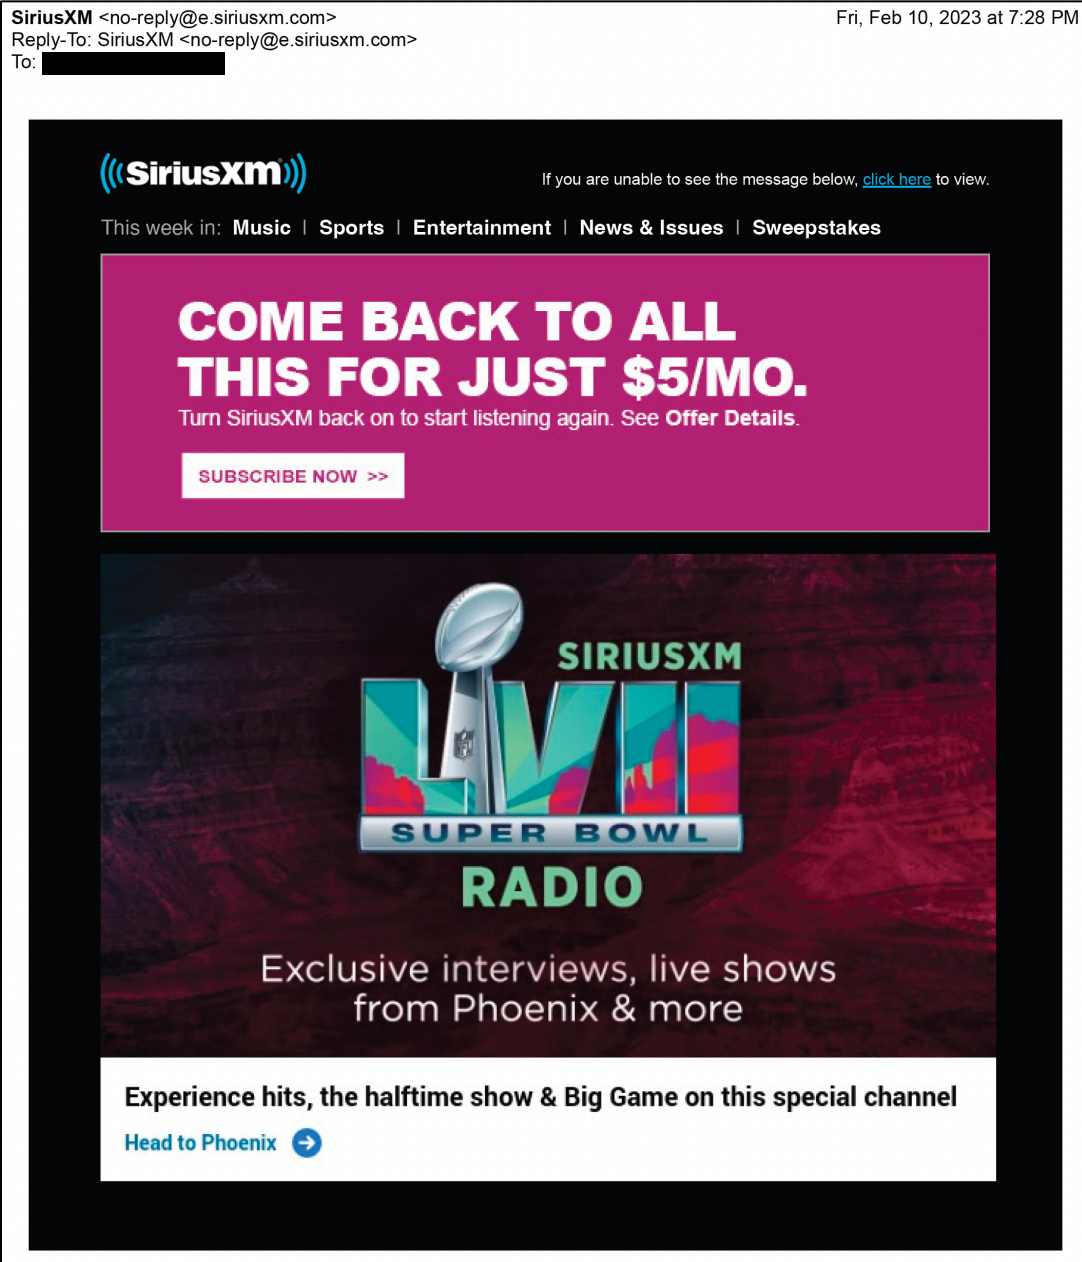 SiriusXM <no-reply@e.siriusxm.com> Fri, Feb 10, 2023 at 7:28 PM
Reply-To: SiriusXM <no-reply@e.siriusxm.com>
To:
SiriusXM
If you are unable to see the message below, click here to view.
This week in: Music | Sports | Entertainment | News & Issues | Sweepstakes
COME BACK TO ALL
THIS FOR JUST $5/MO.
Turn SiriusXM back on to start listening again. See Offer Details.
SUBSCRIBE NOW >>
SIRIUSXM
LVII
NFL
SUPER BOWL
RADIO
Exclusive interviews, live shows
from Phoenix & more
Experience hits, the halftime show & Big Game on this special channel
Head to Phoenix